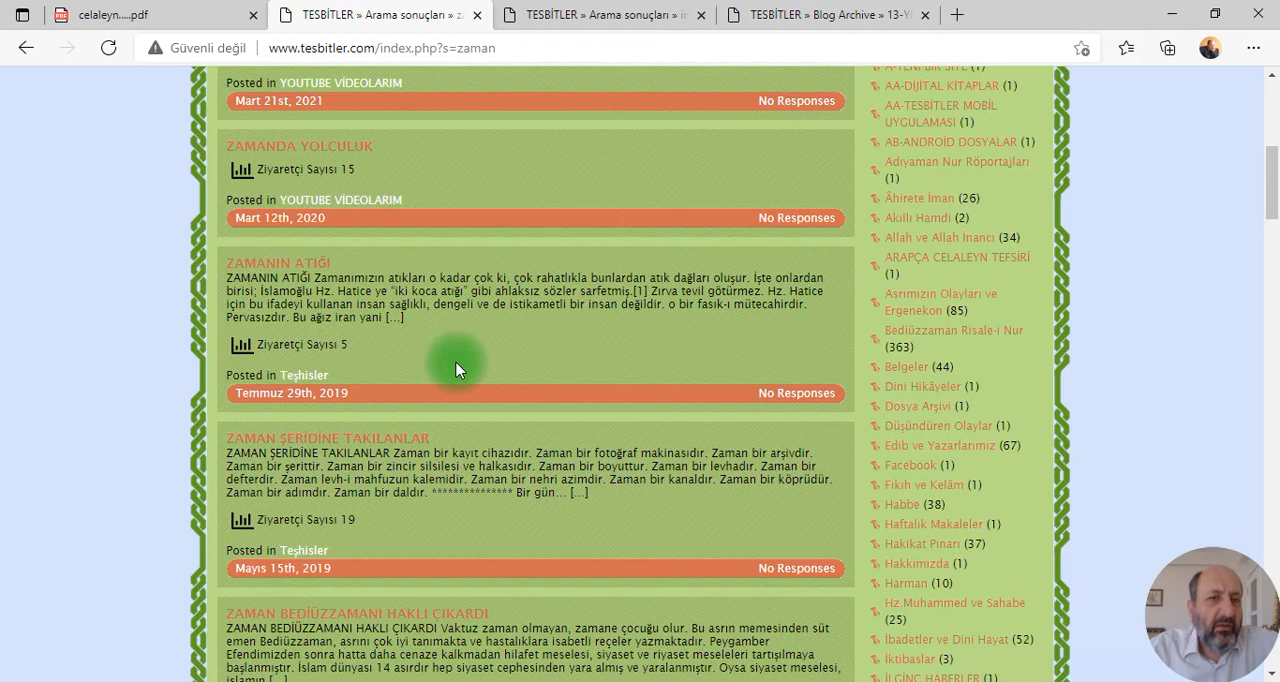 celalayn.....pdf
TESBİTLER » Arama sonuçları » za
TESBİTLER » Arama sonuçları » in
TESBİTLER » Blog Archive » 13-Yİ
Güvenli değil
www.tesbitler.com/index.php?s=zaman
Posted in YOUTUBE VİDEOLARIM
Mart 21st, 2021 No Responses
ZAMANDA YOLCULUK
Ziyaretçi Sayısı 15
Posted in YOUTUBE VİDEOLARIM
Mart 12th, 2020 No Responses
ZAMANIN ATIĞI
ZAMANIN ATIĞI Zamanımızın atıkları o kadar çok ki, çok rahatlıkla bunlardan atık dağları oluşur. İşte onlardan
birisi; İslamoğlu Hz. Hatice ye “iki koca atığı” gibi ahlaksız sözler sarfetmiş.[1] Zırva tevil götürmez. Hz. Hatice
için bu ifadeyi kullanan insan sağlıklı, dengeli ve de istikametli bir insan değildir. o bir fasık-ı mütecahirdir.
Pervasızdır. Bu ağız iran yani [...]
Ziyaretçi Sayısı 5
Posted in Teşhisler
Temmuz 29th, 2019 No Responses
ZAMAN ŞERİDİNE TAKILANLAR
ZAMAN ŞERİDİNE TAKILANLAR Zaman bir kayıt cihazıdır. Zaman bir fotoğraf makinasıdır. Zaman bir arşivdir.
Zaman bir şerittir. Zaman bir zincir silsilesi ve halkasıdır. Zaman bir boyuttur. Zaman bir levhadır. Zaman bir
defterdir. Zaman levh-i mahfuzun kalemidir. Zaman bir nehri azimdir. Zaman bir kanaldır. Zaman bir köprüdür.
Zaman bir adımdır. Zaman bir daldır. *************** Bir gün... [...]
Ziyaretçi Sayısı 19
Posted in Teşhisler
Mayıs 15th, 2019 No Responses
ZAMAN BEDİÜZZAMANI HAKLI ÇIKARDI
ZAMAN BEDİÜZZAMANI HAKLI ÇIKARDI Vaktuz zaman olmayan, zamane çocuğu olur. Bu asrın memesinden süt
emen Bediüzzaman, asrını çok iyi tanımakta ve hastalıklara isabetli reçeler yazmaktadır. Peygamber
Efendimizden sonra hatta daha cenaze kalkmadan hilafet meselesi, siyaset ve riyaset meseleleri tartışılmaya
başlanmıştır. İslam dünyası 14 asırdır hep siyaset cephesinden yara almış ve yaralanmıştır. Oysa siyaset meselesi,
islamın [...]
A-YENİ BİR SİTE (1)
AA-DİJİTAL KİTAPLAR (1)
AA-TESBİTLER MOBİL
UYGULAMASI (1)
AB-ANDROİD DOSYALAR (1)
Adıyaman Nur Röportajları
(1)
Âhirete İman (26)
Akıllı Hamdi (2)
Allah ve Allah İnancı (34)
ARAPÇA CELALEYN TEFSİRİ
(1)
Asrımızın Olayları ve
Ergenekon (85)
Bediüzzaman Risale-i Nur
(363)
Belgeler (44)
Dini Hikâyeler (1)
Dosya Arşivi (1)
Düşündüren Olaylar (1)
Edib ve Yazarlarımız (67)
Facebook (1)
Fıkıh ve Kelâm (1)
Habbe (38)
Haftalık Makaleler (1)
Hakikat Pınarı (37)
Hakkımızda (1)
Harman (10)
Hz.Muhammed ve Sahabe
(25)
İbadetler ve Dini Hayat (52)
İktibaslar (3)
İLGİNÇ HABERLER (1)